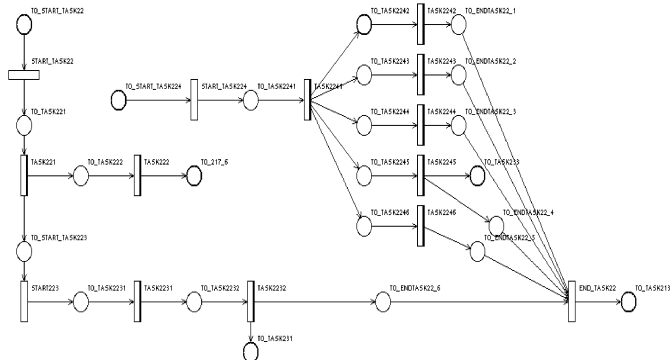 TO_START_TASK22
TO_TASK2242
TASK2242
TO_ENDTASK22_1
START_TASK22
TO_TASK2243
TASK2243
TO_ENDTASK22_2
TO_START_TASK224
START_TASK224
TO_TASK2241
TASK2241
TO_TASK221
TO_TASK2244
TASK2244
TO_ENDTASK22_3
TASK221
TO_TASK222
TASK222
TO_217_6
TO_TASK2245
TASK2245
TO_TASK233
TO_START_TASK223
TO_TASK2246
TASK2246
TO_ENDTASK22_4
TO_ENDTASK22_5
START223
TO_TASK2231
TASK2231
TO_TASK2232
TASK2232
TO_ENDTASK22_6
END_TASK22
TO_TASK213
TO_TASK231